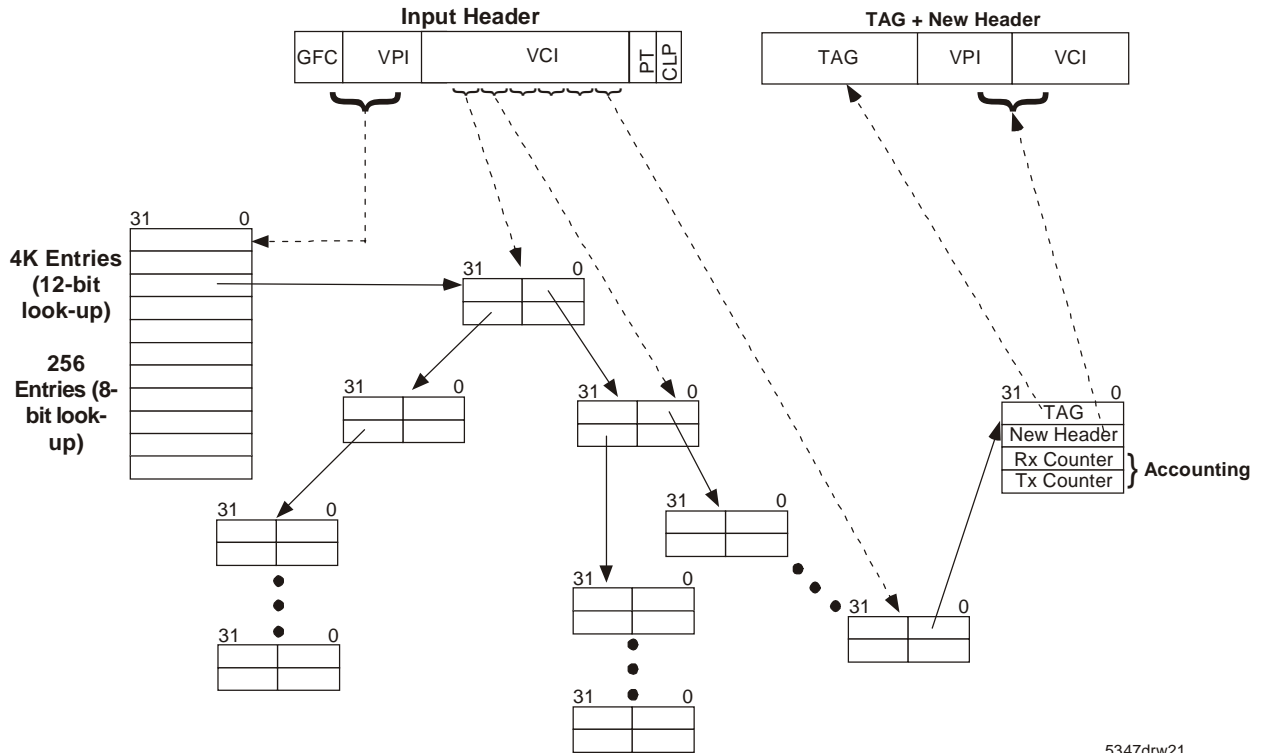 Input Header
TAG + New Header
GFC VPI VCI PT CLP
TAG VPI VCI
31 0
4K Entries
(12-bit
look-up)
256
Entries (8-
bit look-
up)
31 0
31 0
31 0
31 0
TAG
New Header
Rx Counter
Tx Counter
Accounting
31 0
31 0
31 0
31 0
31 0
31 0
5347drw21